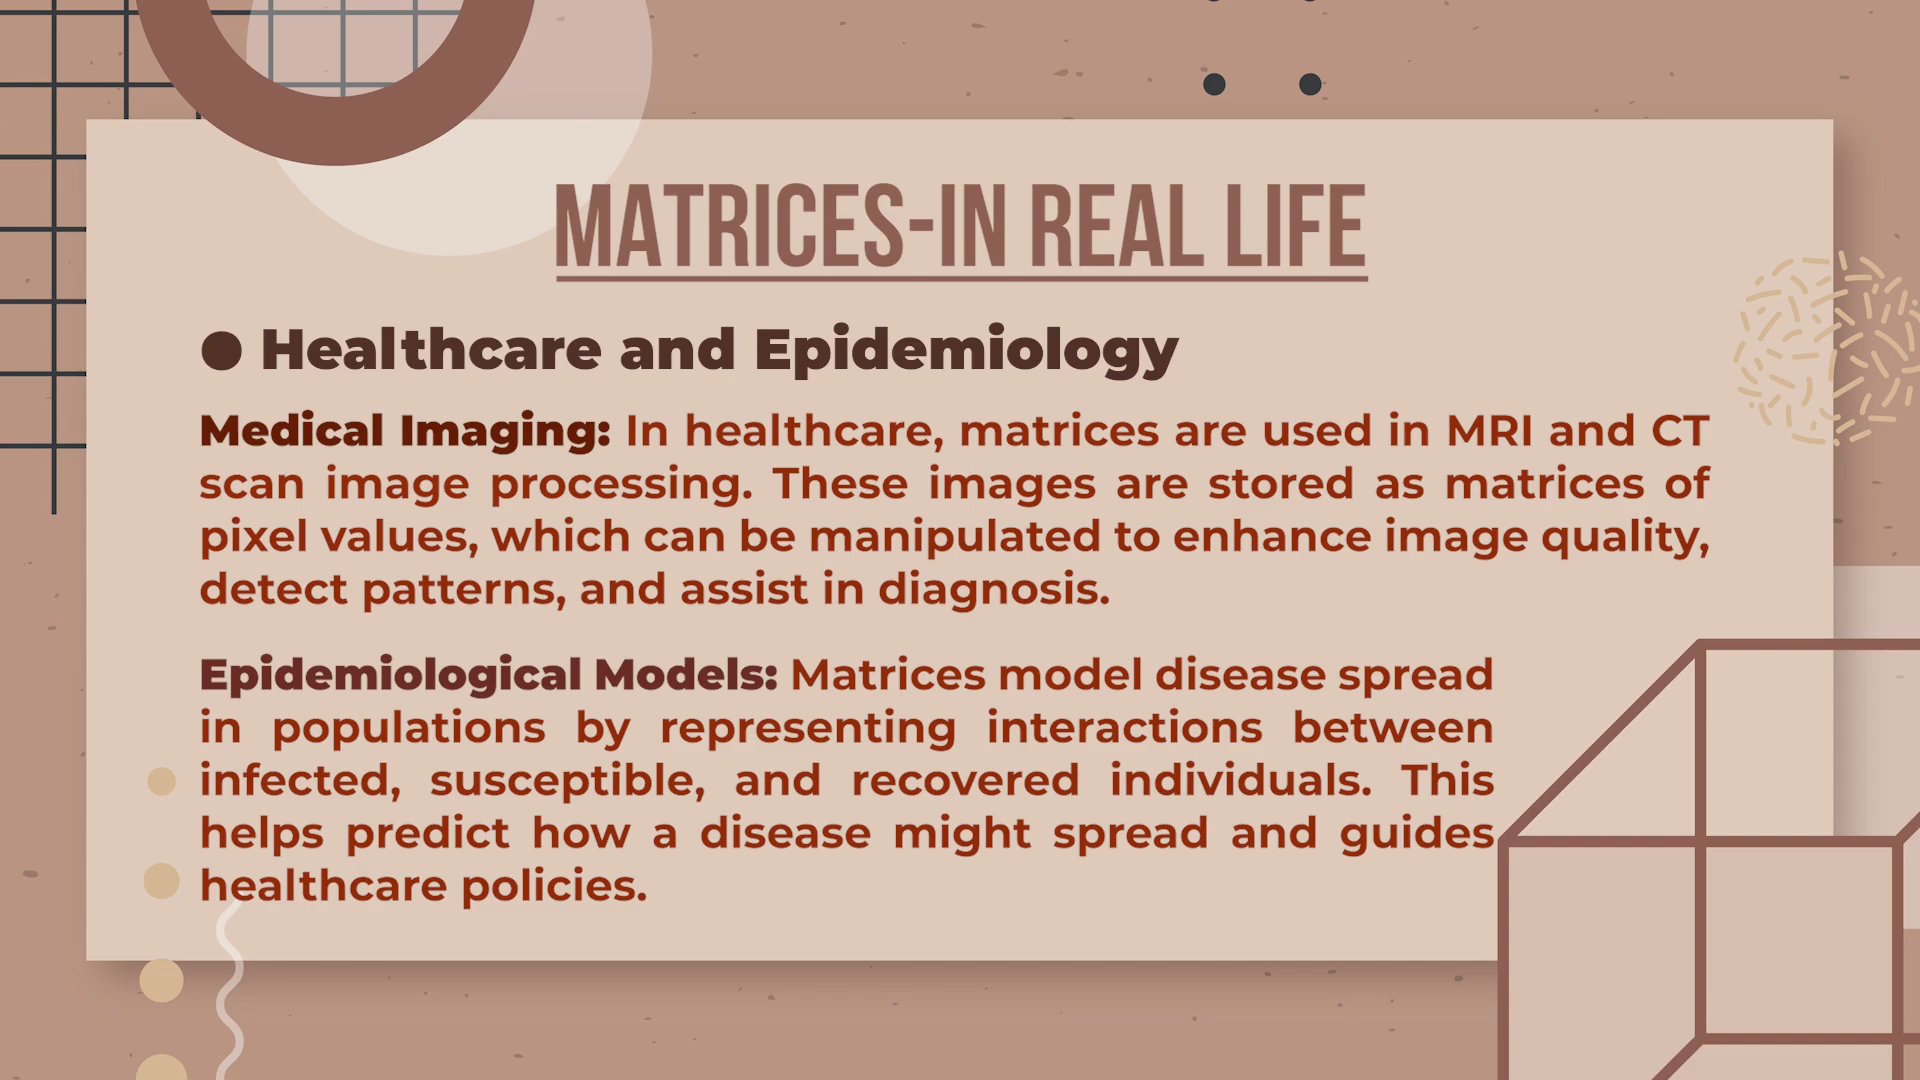 MATRICES-IN REAL LIFE
● Healthcare and Epidemiology
Medical Imaging: In healthcare, matrices are used in MRI and CT
scan image processing. These images are stored as matrices of
pixel values, which can be manipulated to enhance image quality,
detect patterns, and assist in diagnosis.
Epidemiological Models: Matrices model disease spread
in populations by representing interactions between
infected, susceptible, and recovered individuals. This
helps predict how a disease might spread and guides
healthcare policies.